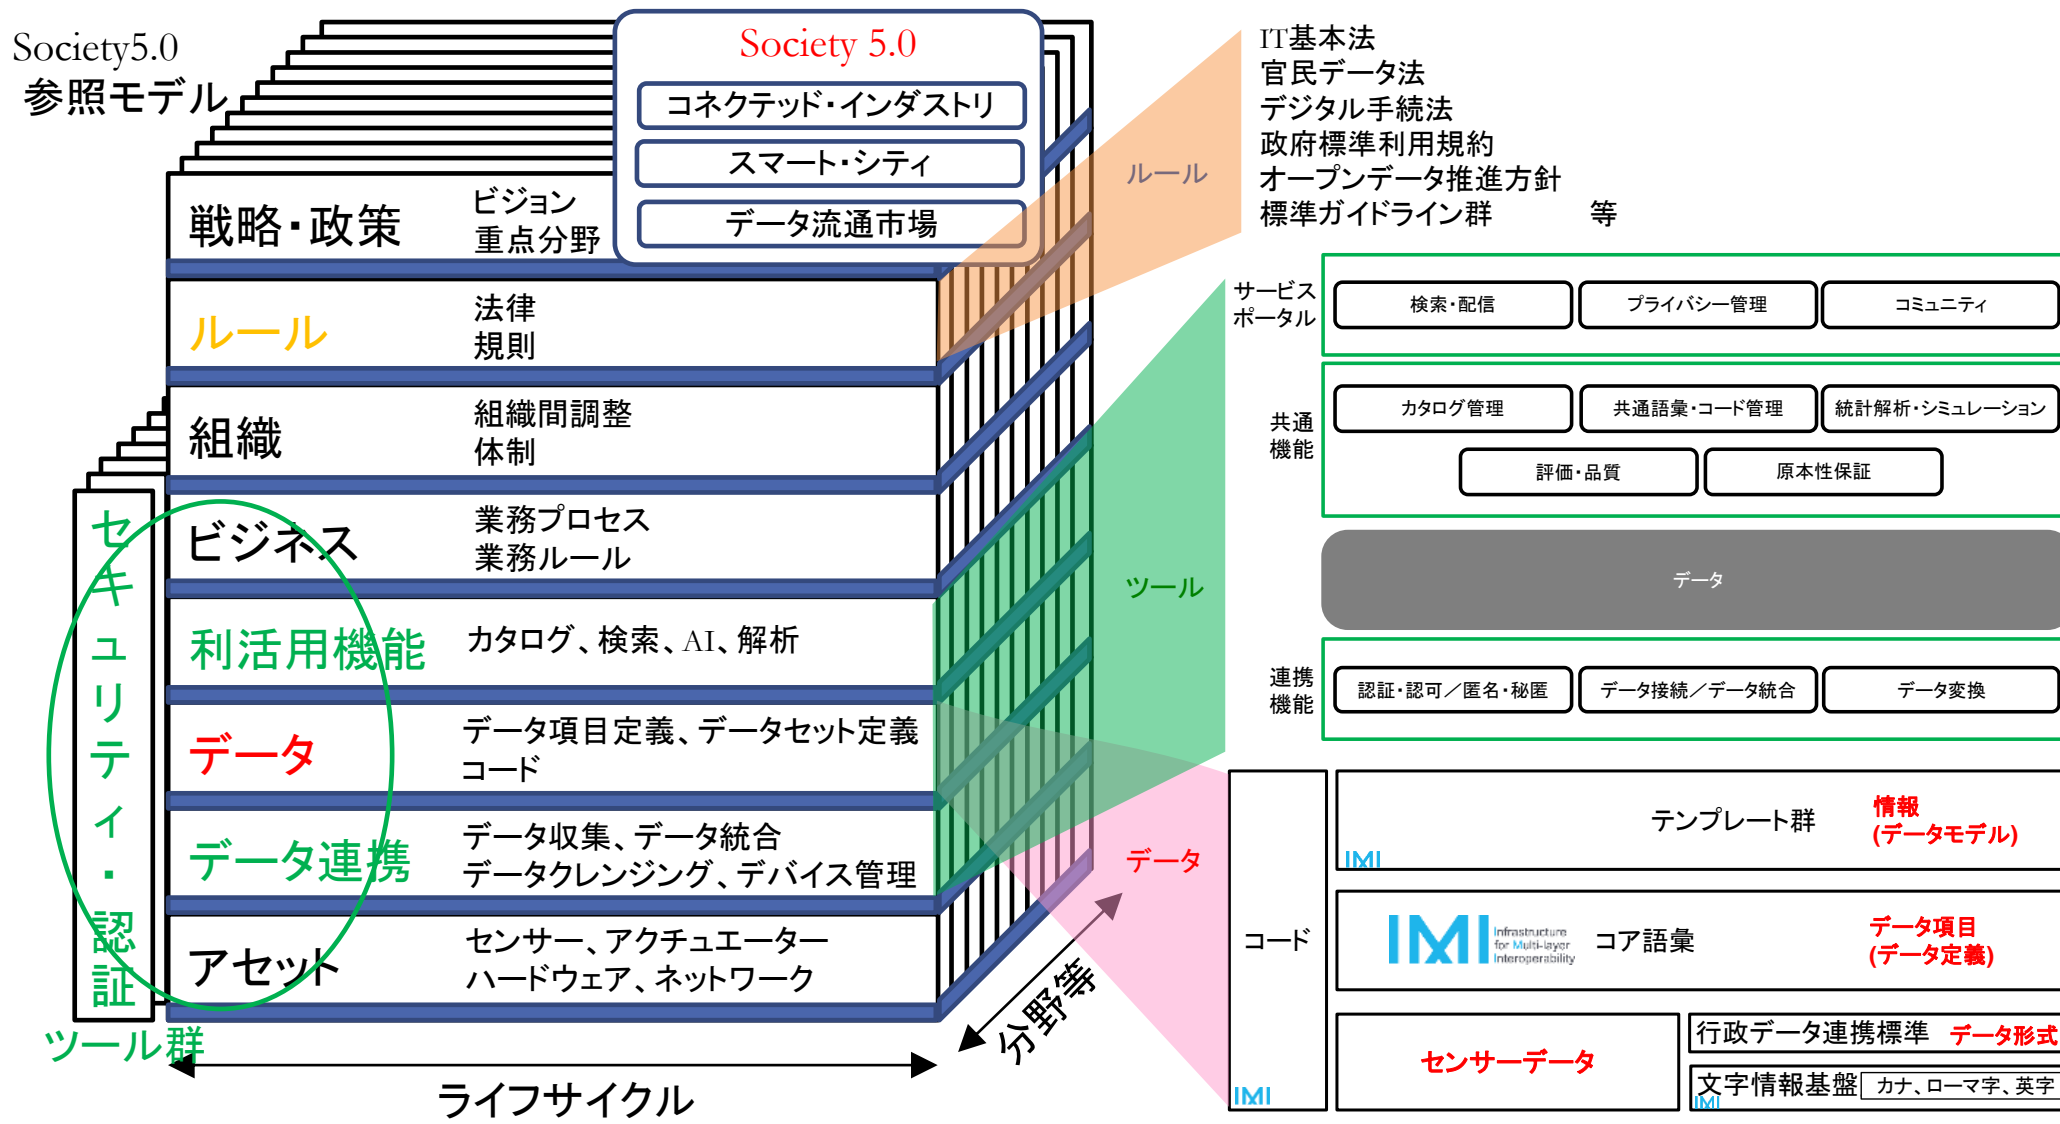 Society5.0
参照モデル
Society 5.0
コネクテッド・インダストリ
スマート・シティ
データ流通市場
戦略・政策
ビジョン
重点分野
ルール
法律
規則
組織
組織間調整
体制
ビジネス
業務プロセス
業務ルール
利活用機能
カタログ、検索、AI、解析
データ
データ項目定義、データセット定義
コード
データ連携
データ収集、データ統合
データクレンジング、デバイス管理
アセット
センサー、アクチュエーター
ハードウェア、ネットワーク
セキュリティ・認証
ツール群
ライフサイクル
分野等
ルール
IT基本法
官民データ法
デジタル手続法
政府標準利用規約
オープンデータ推進方針
標準ガイドライン群 等
ツール
サービス
ポータル
検索・配信
プライバシー管理
コミュニティ
共通
機能
カタログ管理
共通語彙・コード管理
統計解析・シミュレーション
評価・品質
原本性保証
データ
連携
機能
認証・認可／匿名・秘匿
データ接続／データ統合
データ変換
データ
コード
IMI
テンプレート群
情報
(データモデル)
IMI
IMI
Infrastructure
for Multi-layer
Interoperability
コア語彙
データ項目
(データ定義)
センサーデータ
行政データ連携標準 データ形式
文字情報基盤 カナ、ローマ字、英字
IMI